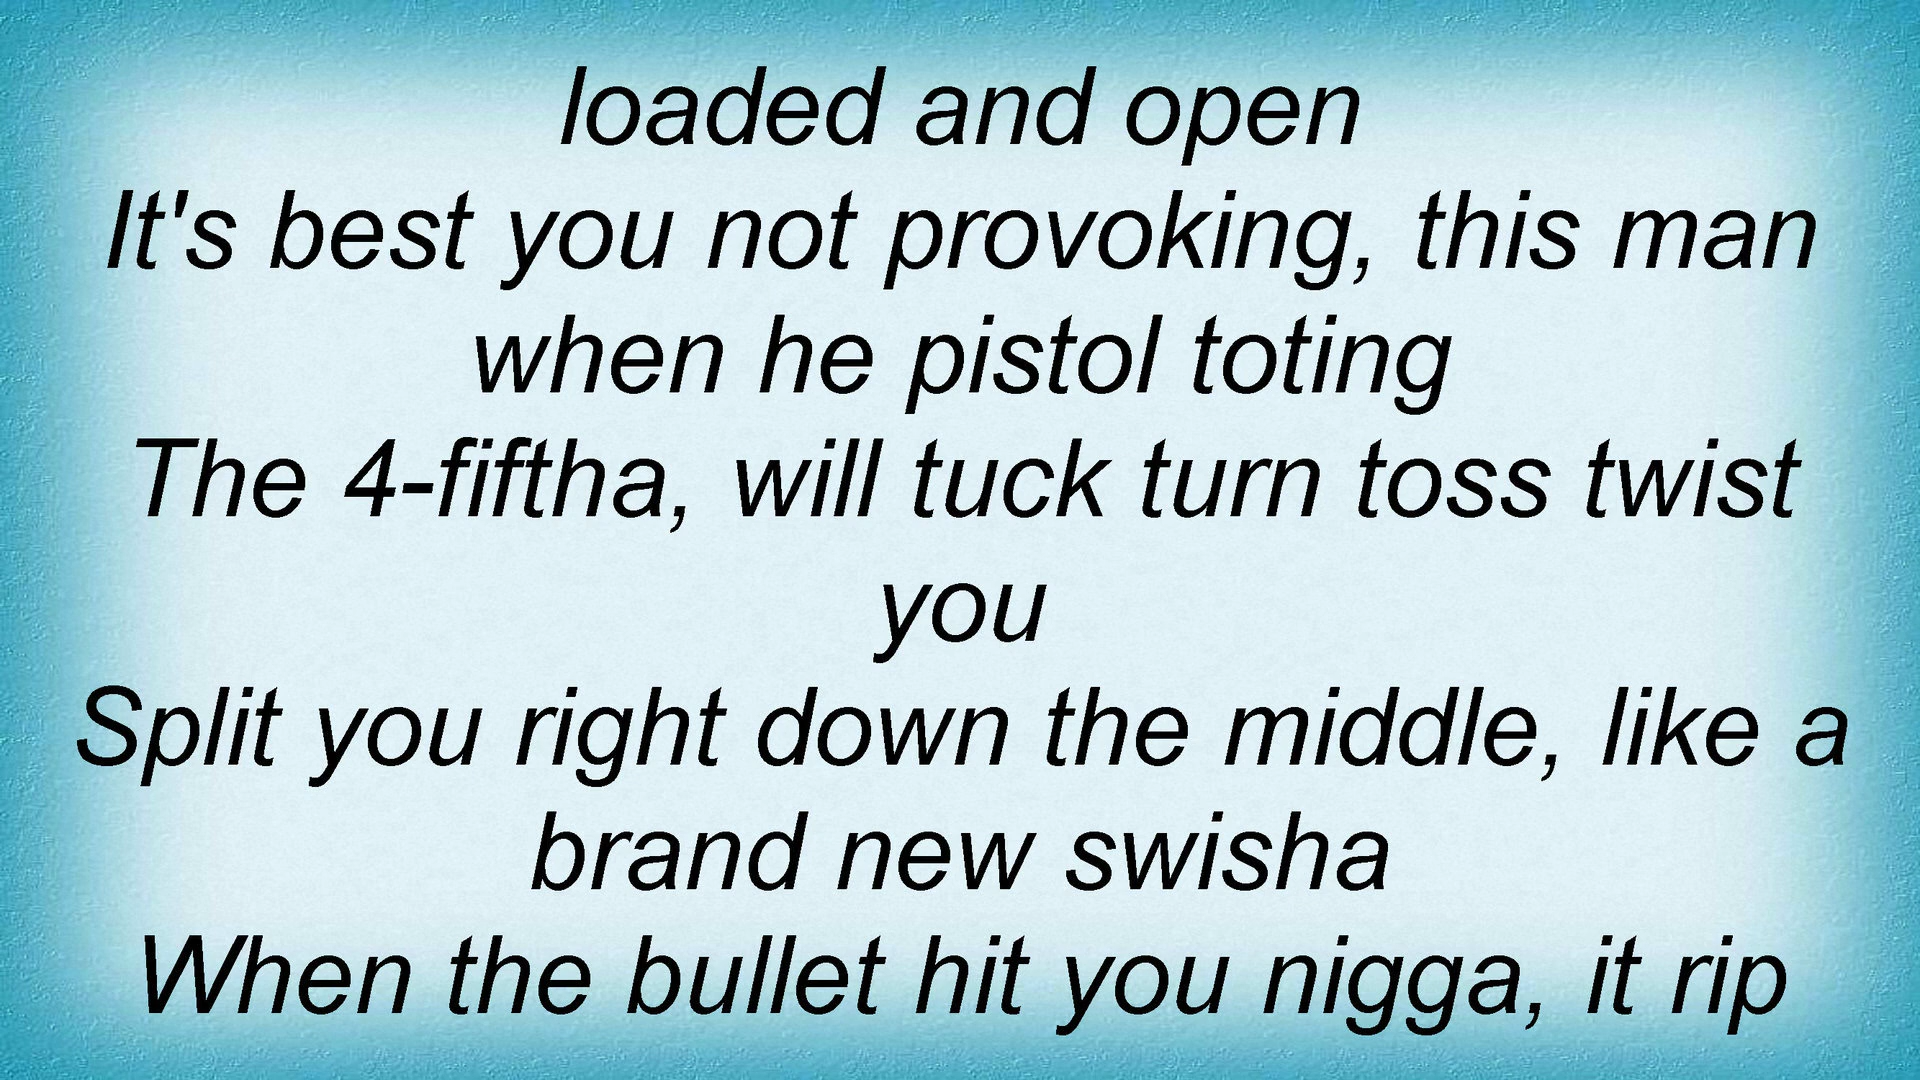 loaded and open
It's best you not provoking, this man
when he pistol toting
The 4-fiftha, will tuck turn toss twist
you
Split you right down the middle, like a
brand new swisha
When the bullet hit you nigga, it rip